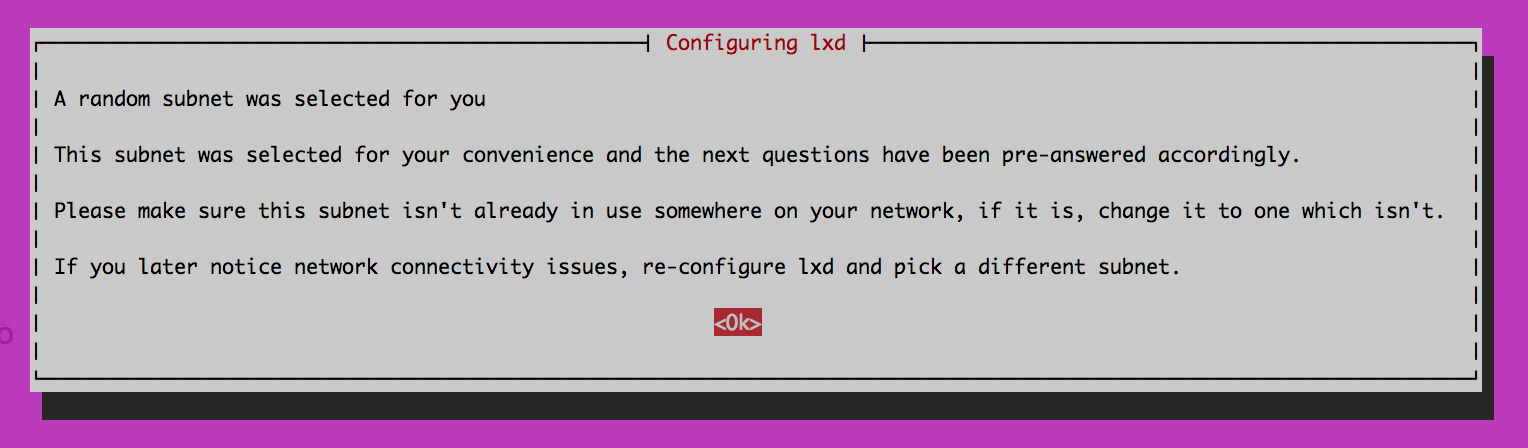 Configuring lxd
A random subnet was selected for you
This subnet was selected for your convenience and the next questions have been pre-answered accordingly.
Please make sure this subnet isn't already in use somewhere on your network, if it is, change it to one which isn't.
If you later notice network connectivity issues, re-configure lxd and pick a different subnet.
<Ok>
o